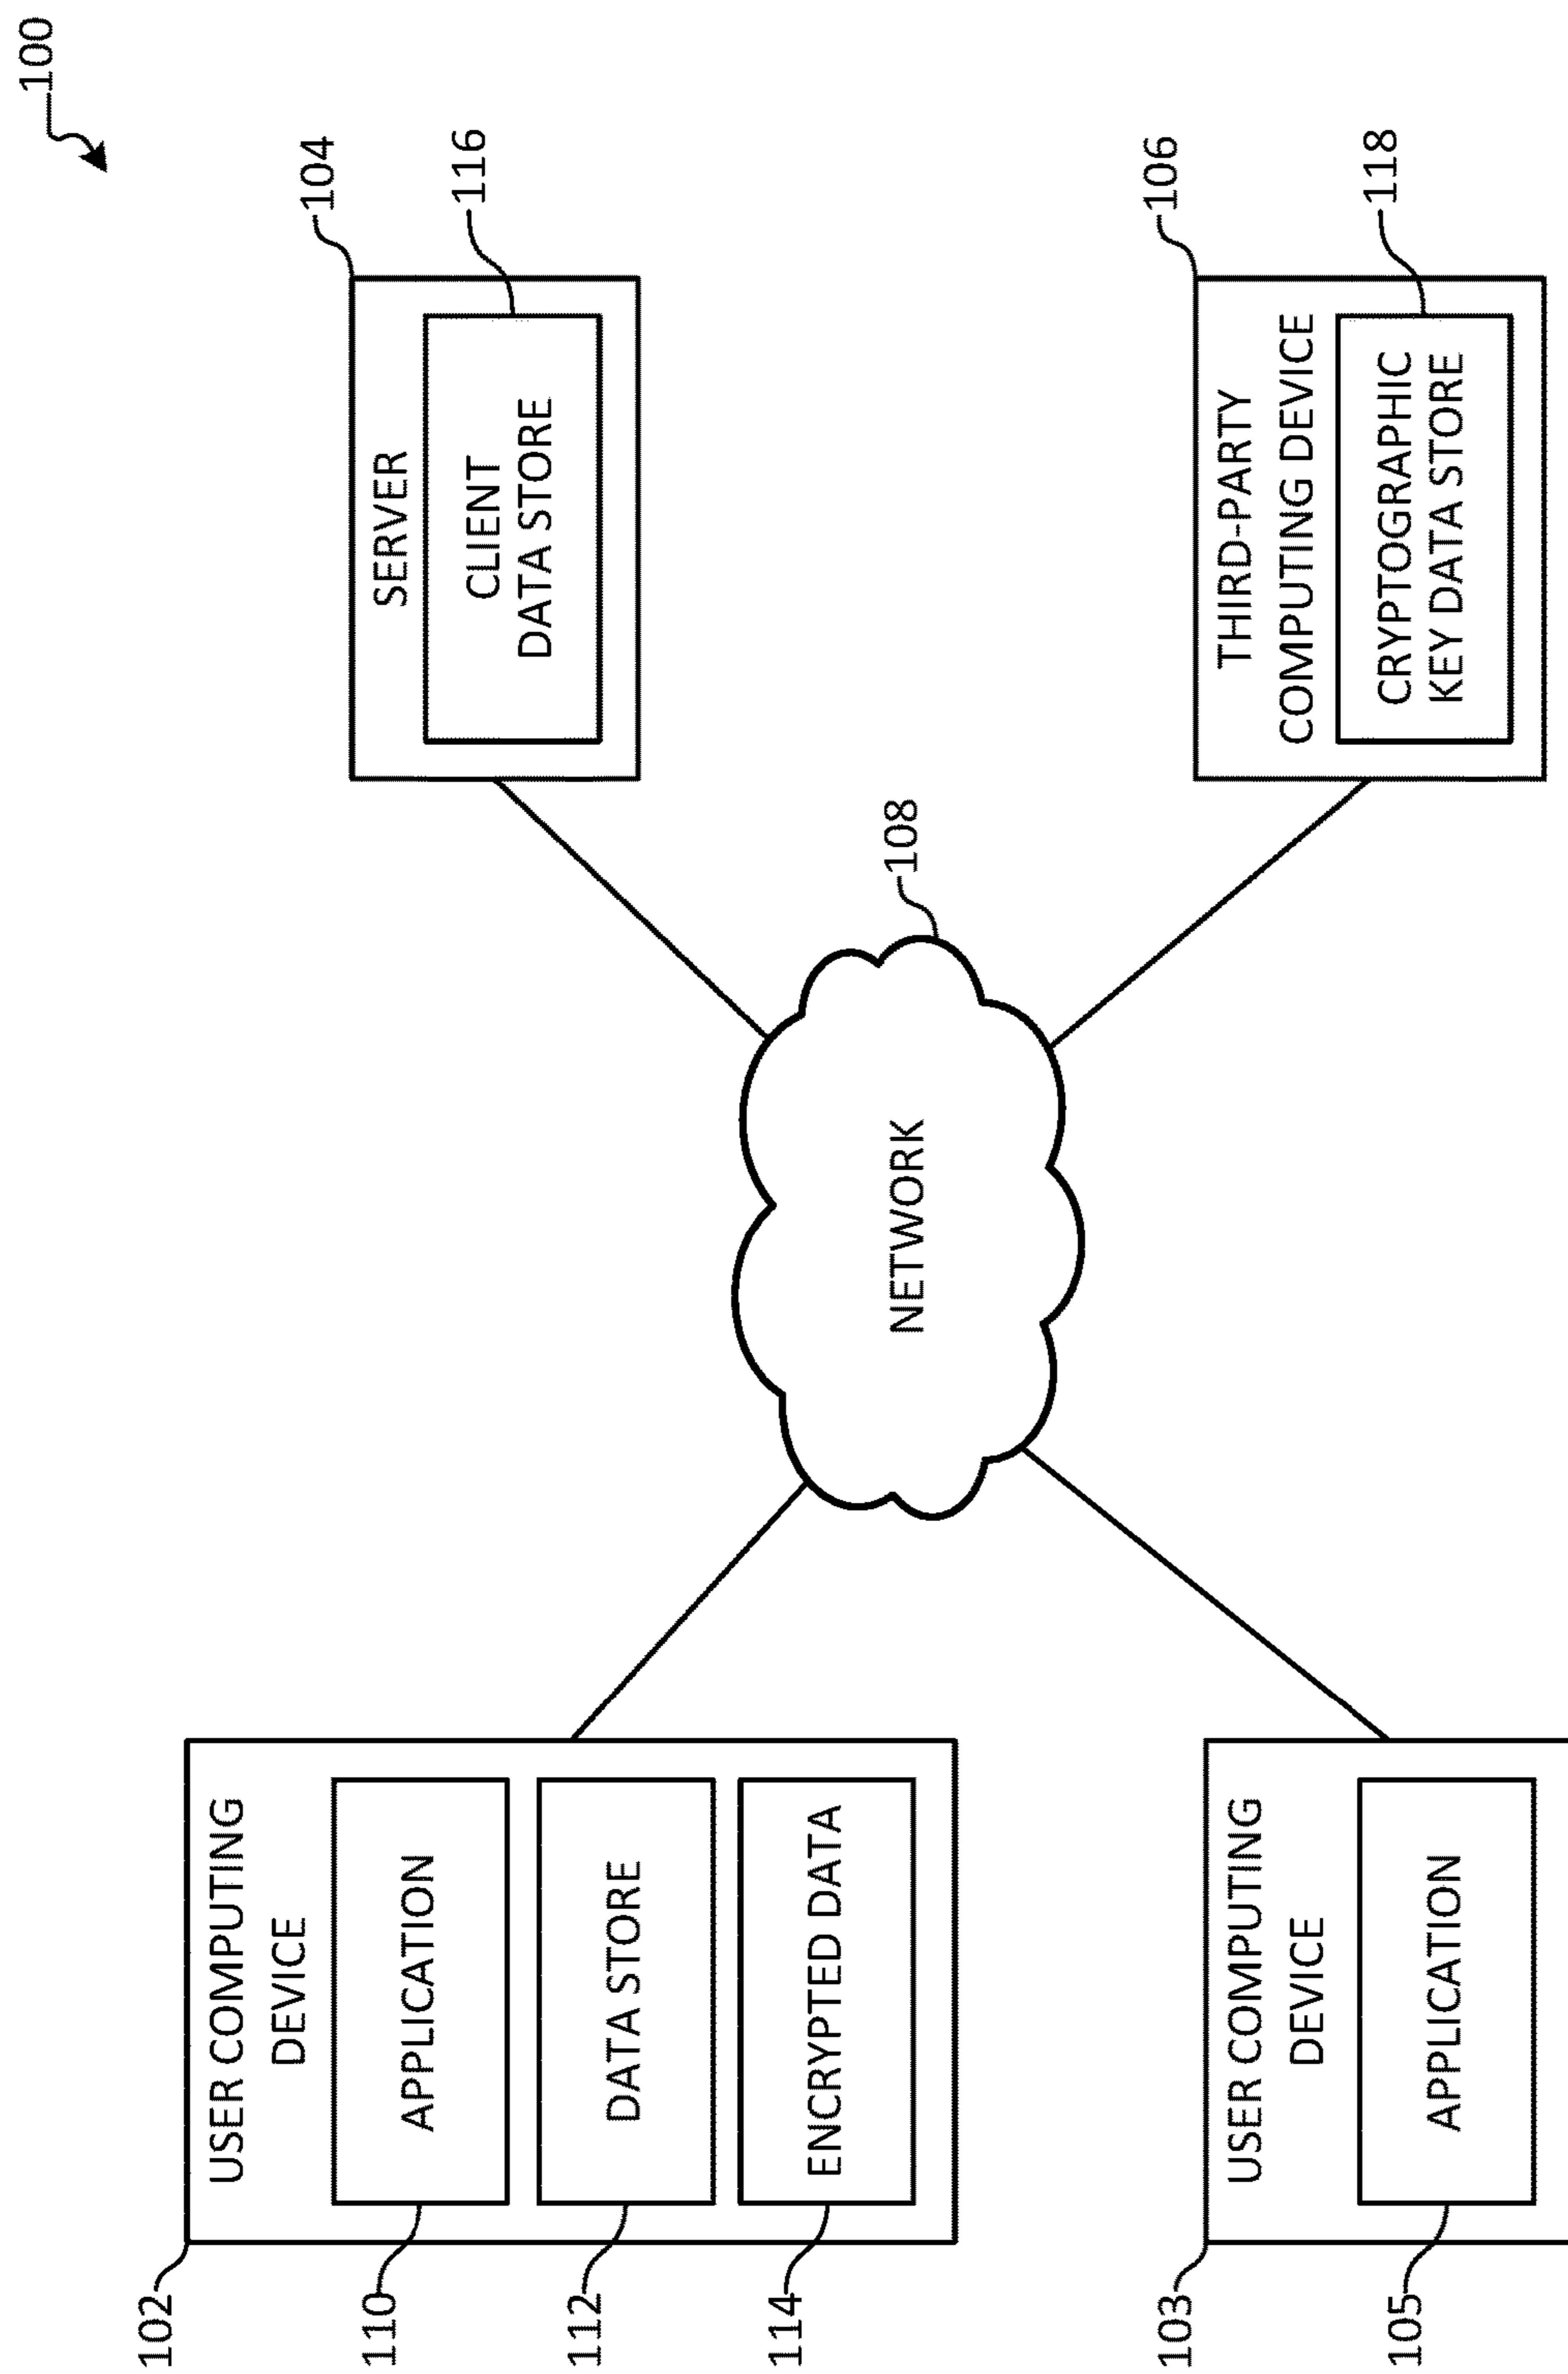 100
102
USER COMPUTING
DEVICE
110
APPLICATION
112
DATA STORE
114
ENCRYPTED DATA
104
SERVER
116
CLIENT
DATA STORE
108
NETWORK
103
USER COMPUTING
DEVICE
105
APPLICATION
106
THIRD-PARTY
COMPUTING DEVICE
118
CRYPTOGRAPHIC
KEY DATA STORE